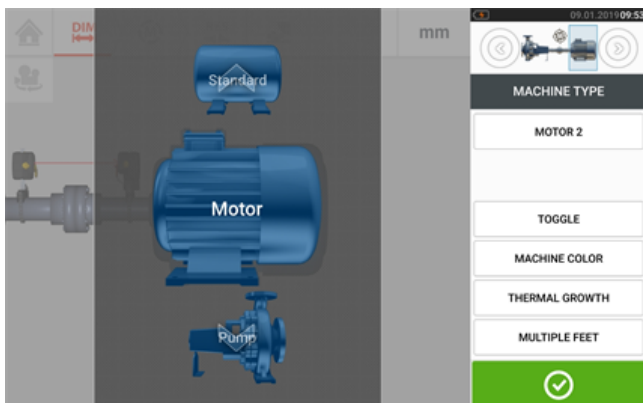 DIM
mm
Standard
Motor
Pump
09.01.2019 09:53
MACHINE TYPE
MOTOR 2
TOGGLE
MACHINE COLOR
THERMAL GROWTH
MULTIPLE FEET